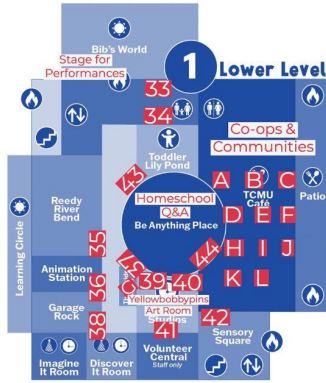 Bib's World
Stage for
Performances
1 Lower Level
33
34
Toddler
Lily Pond
Co-ops &
Communities
43
A B C
TCMU
Café
Patio
Homeschool
Q&A
Be Anything Place
D E F
Learning Circle
Reedy
River
Bend
35
44
H I J
Animation
Station
36
37
39 40
K L
Yellowbobbypins
Art Room
Studios
Garage
Rock
38
41
42
Sensory
Square
Imagine
It Room
Discover
It Room
Volunteer
Central
Staff only